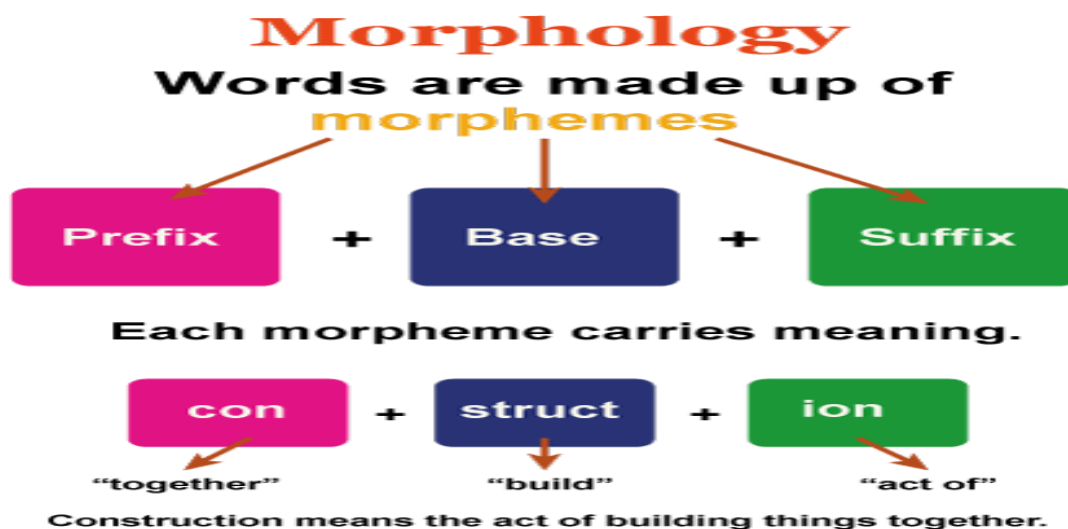 Morphology
Words are made up of
morphemes
Prefix + Base + Suffix
Each morpheme carries meaning.
con + struct + ion
“together” “build” “act of”
Construction means the act of building things together.